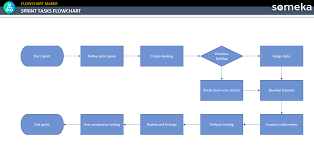 FLOWCHART MAKER
SPRINT TASKS FLOWCHART
someka
Start sprint
Define sprint goals
Create backlog
Prioritize
backlog
Assign tasks
Break down user stories
Develop features
End sprint
User acceptance testing
Review and fix bugs
Perform testing
Conduct code review